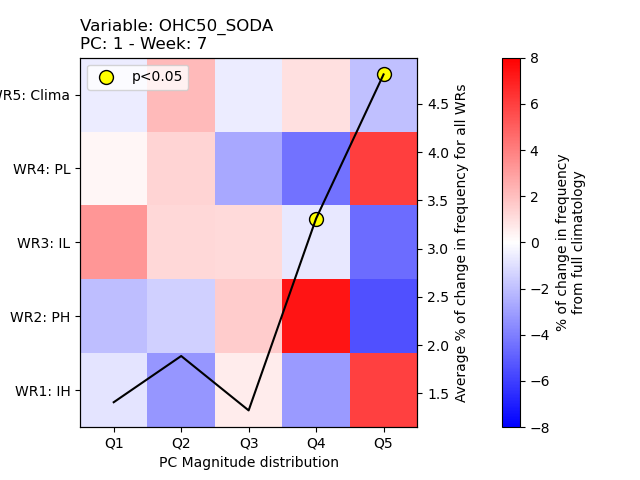 Variable: OHC50_SODA
PC: 1 - Week: 7
p<0.05
WR5: Clima
WR4: PL
WR3: IL
WR2: PH
WR1: IH
Q1 Q2 Q3 Q4 Q5
PC Magnitude distribution
4.5
4.0
3.5
3.0
2.5
2.0
1.5
Average % of change in frequency for all WRs
8
6
4
2
0
−2
−4
−6
−8
% of change in frequency
from full climatology